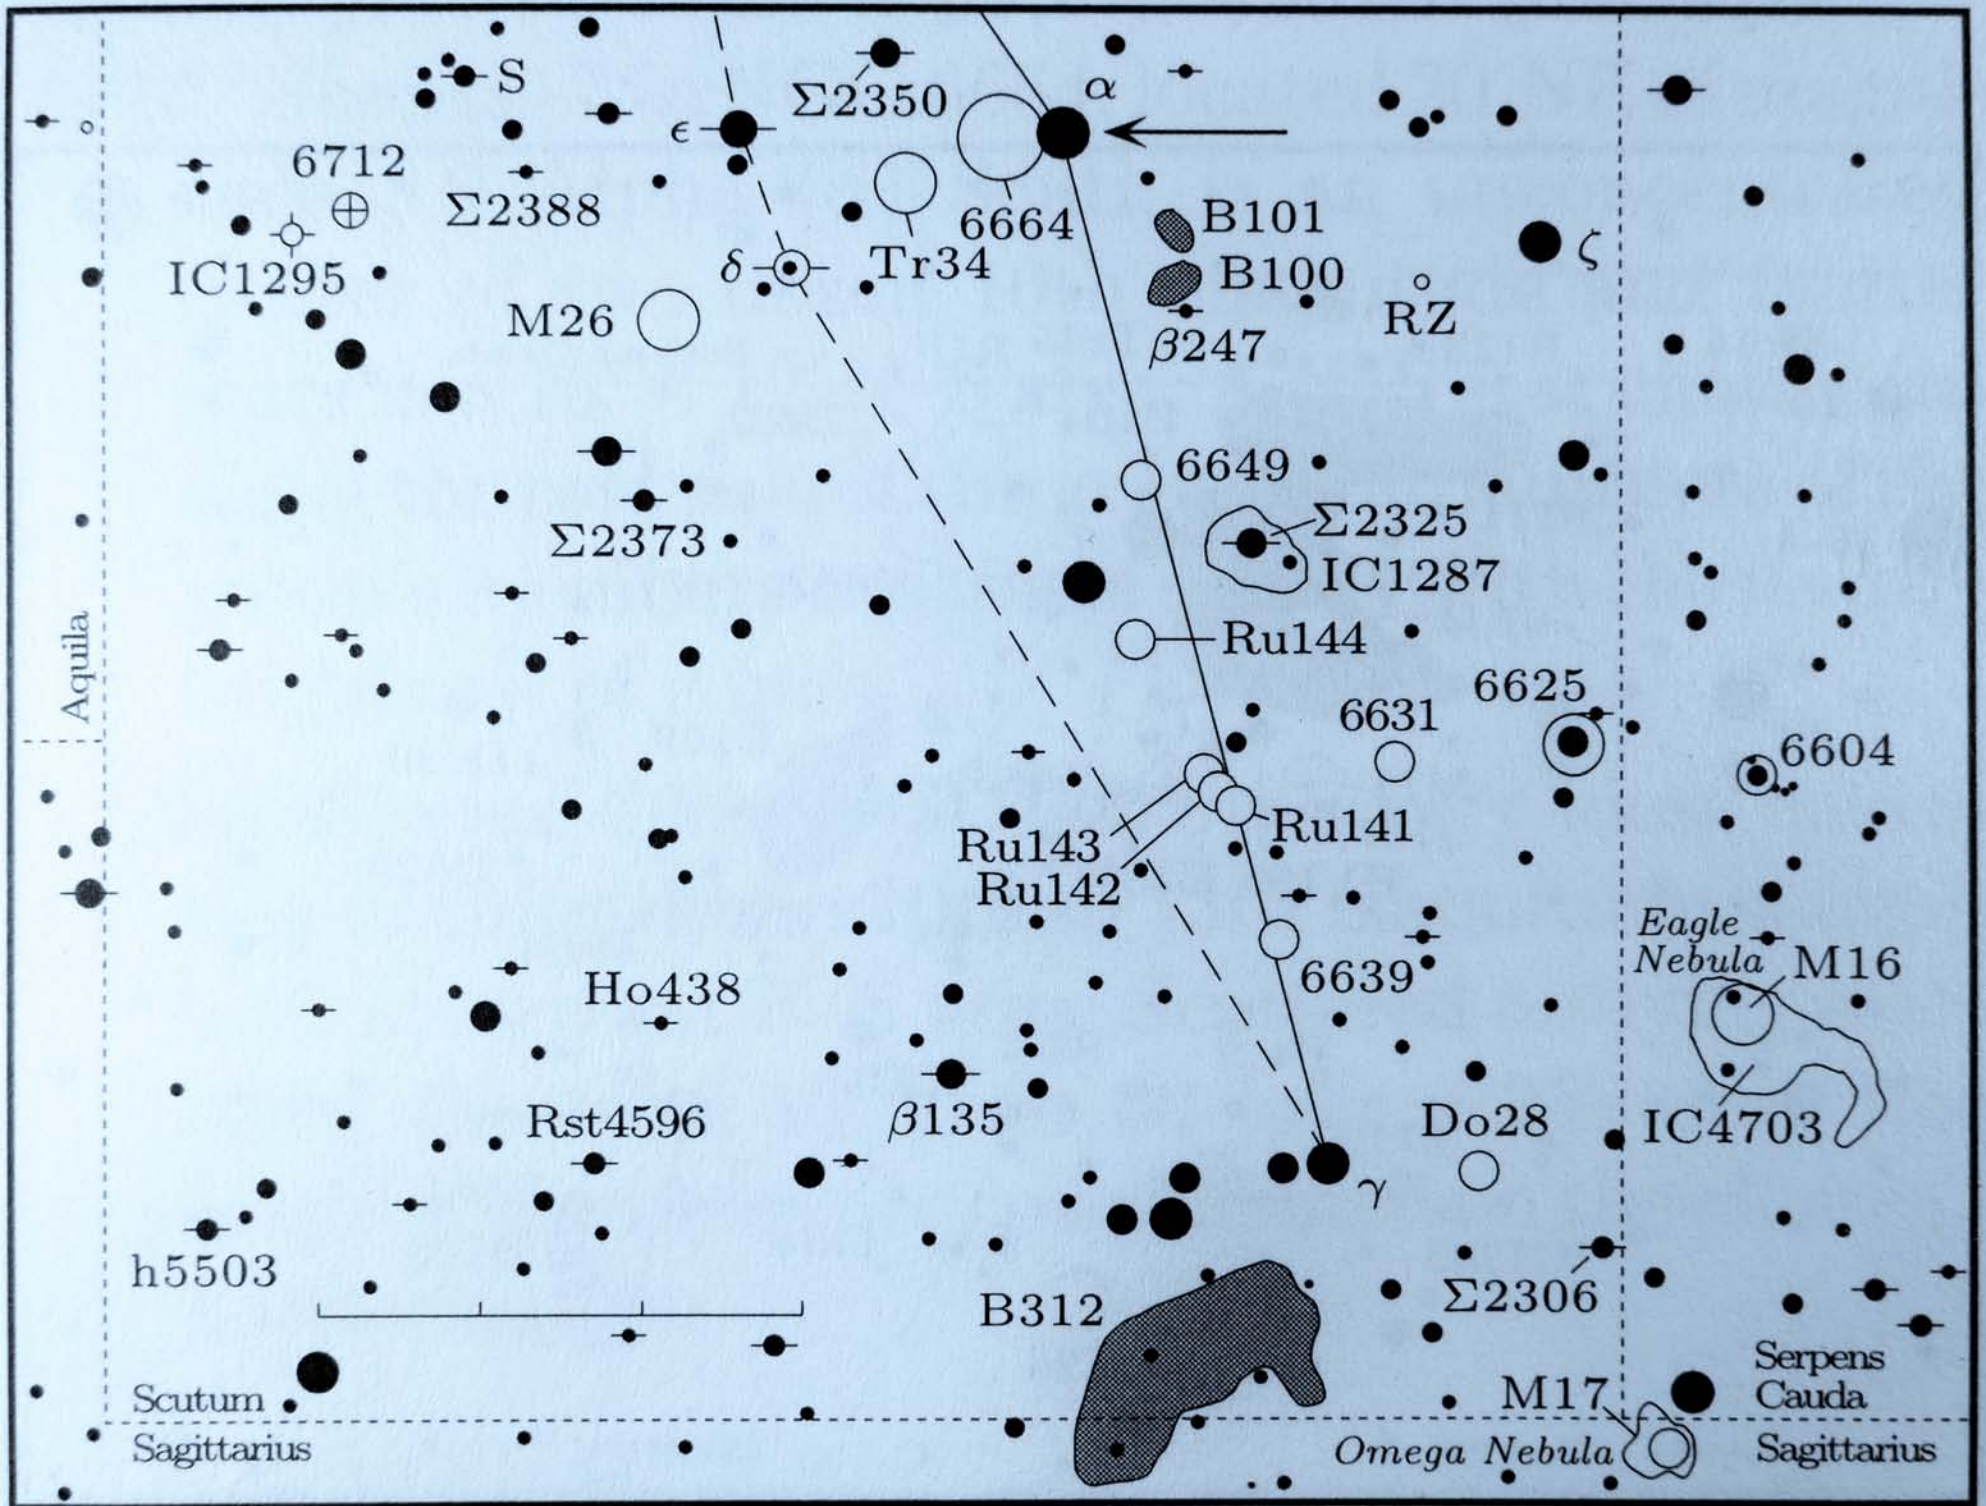 S
Σ2350
α
ϵ
6712
Σ2388
6664
B101
ζ
IC1295
δ
Tr34
B100
M26
RZ
β247
6649
Σ2325
Σ2373
IC1287
Aquila
Ru144
6625
6631
6604
Ru143
Ru141
Ru142
Eagle
Nebula
M16
Ho438
6639
Rst4596
β135
Do28
IC4703
γ
h5503
B312
Σ2306
Serpens
Cauda
Scutum
M17
Sagittarius
Omega Nebula
Sagittarius